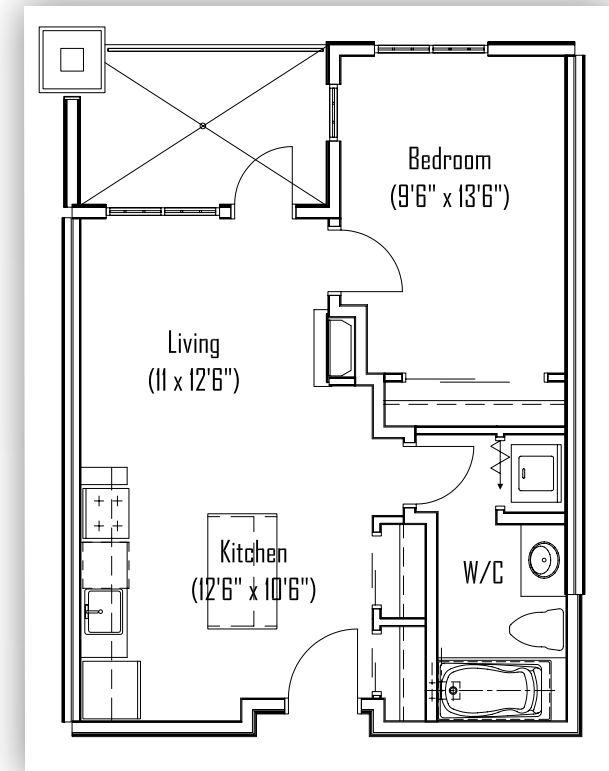 Bedroom
(9'6" x 13'6")
Living
(11 x 12'6")
Kitchen
(12'6" x 10'6")
W/C